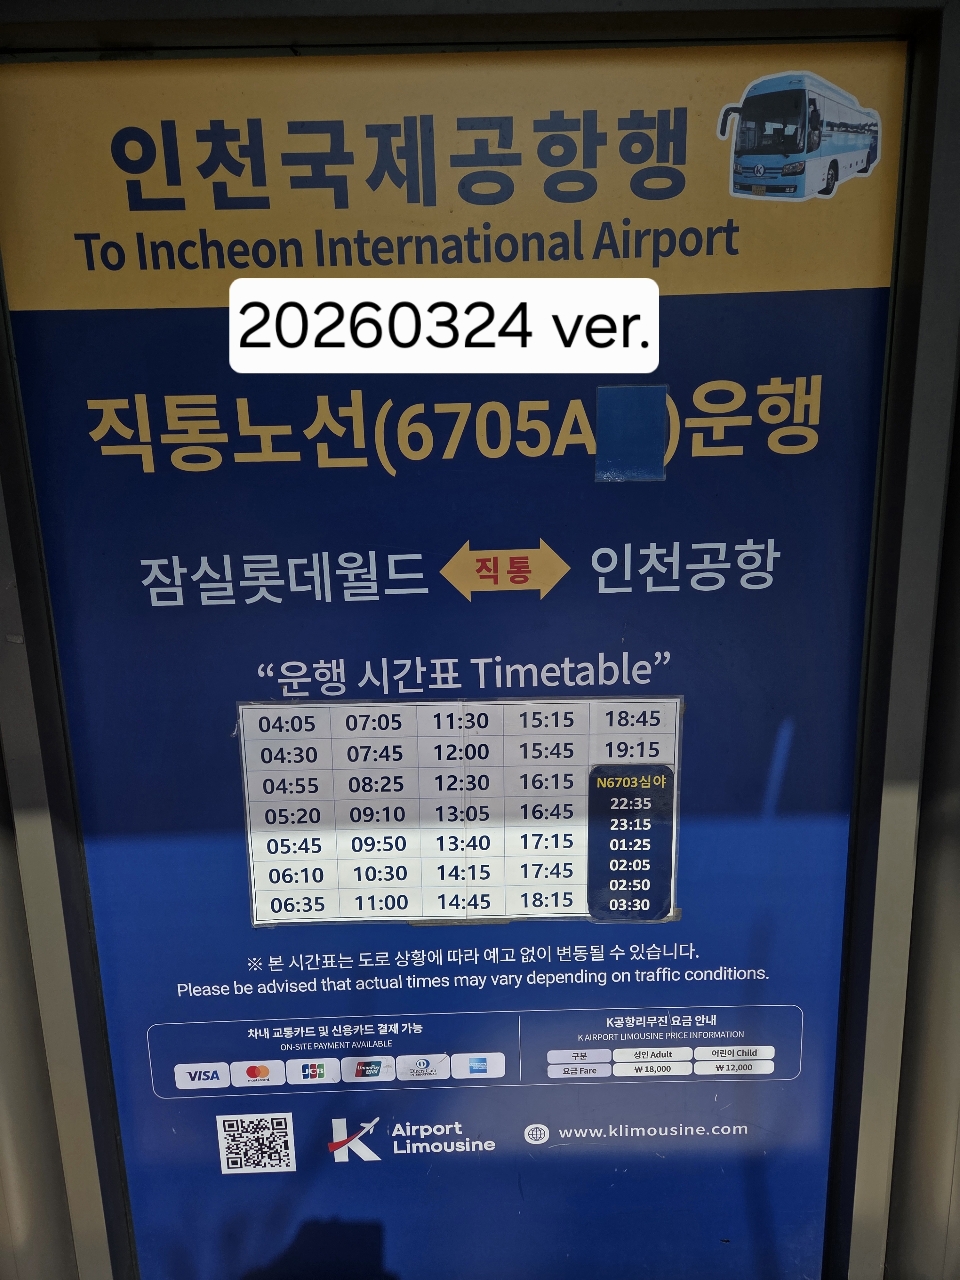 인천국제공항행
To Incheon International Airport
20260324 ver.
직통노선(6705A )운행
잠실롯데월드 직통 인천공항
“운행 시간표 Timetable”
04:05 07:05 11:30 15:15 18:45
04:30 07:45 12:00 15:45 19:15
04:55 08:25 12:30 16:15 N6703심야
05:20 09:10 13:05 16:45 22:35
23:15
05:45 09:50 13:40 17:15 01:25
06:10 10:30 14:15 17:45 02:05
02:50
06:35 11:00 14:45 18:15 03:30
※ 본 시간표는 도로 상황에 따라 예고 없이 변동될 수 있습니다.
Please be advised that actual times may vary depending on traffic conditions.
차내 교통카드 및 신용카드 결제 가능
ON-SITE PAYMENT AVAILABLE
VISA mastercard JCB UnionPay
K공항리무진 요금 안내
K AIRPORT LIMOUSINE PRICE INFORMATION
구분 성인 Adult 어린이 Child
요금 Fare ₩ 18,000 ₩ 12,000
K Airport
Limousine
www.klimousine.com